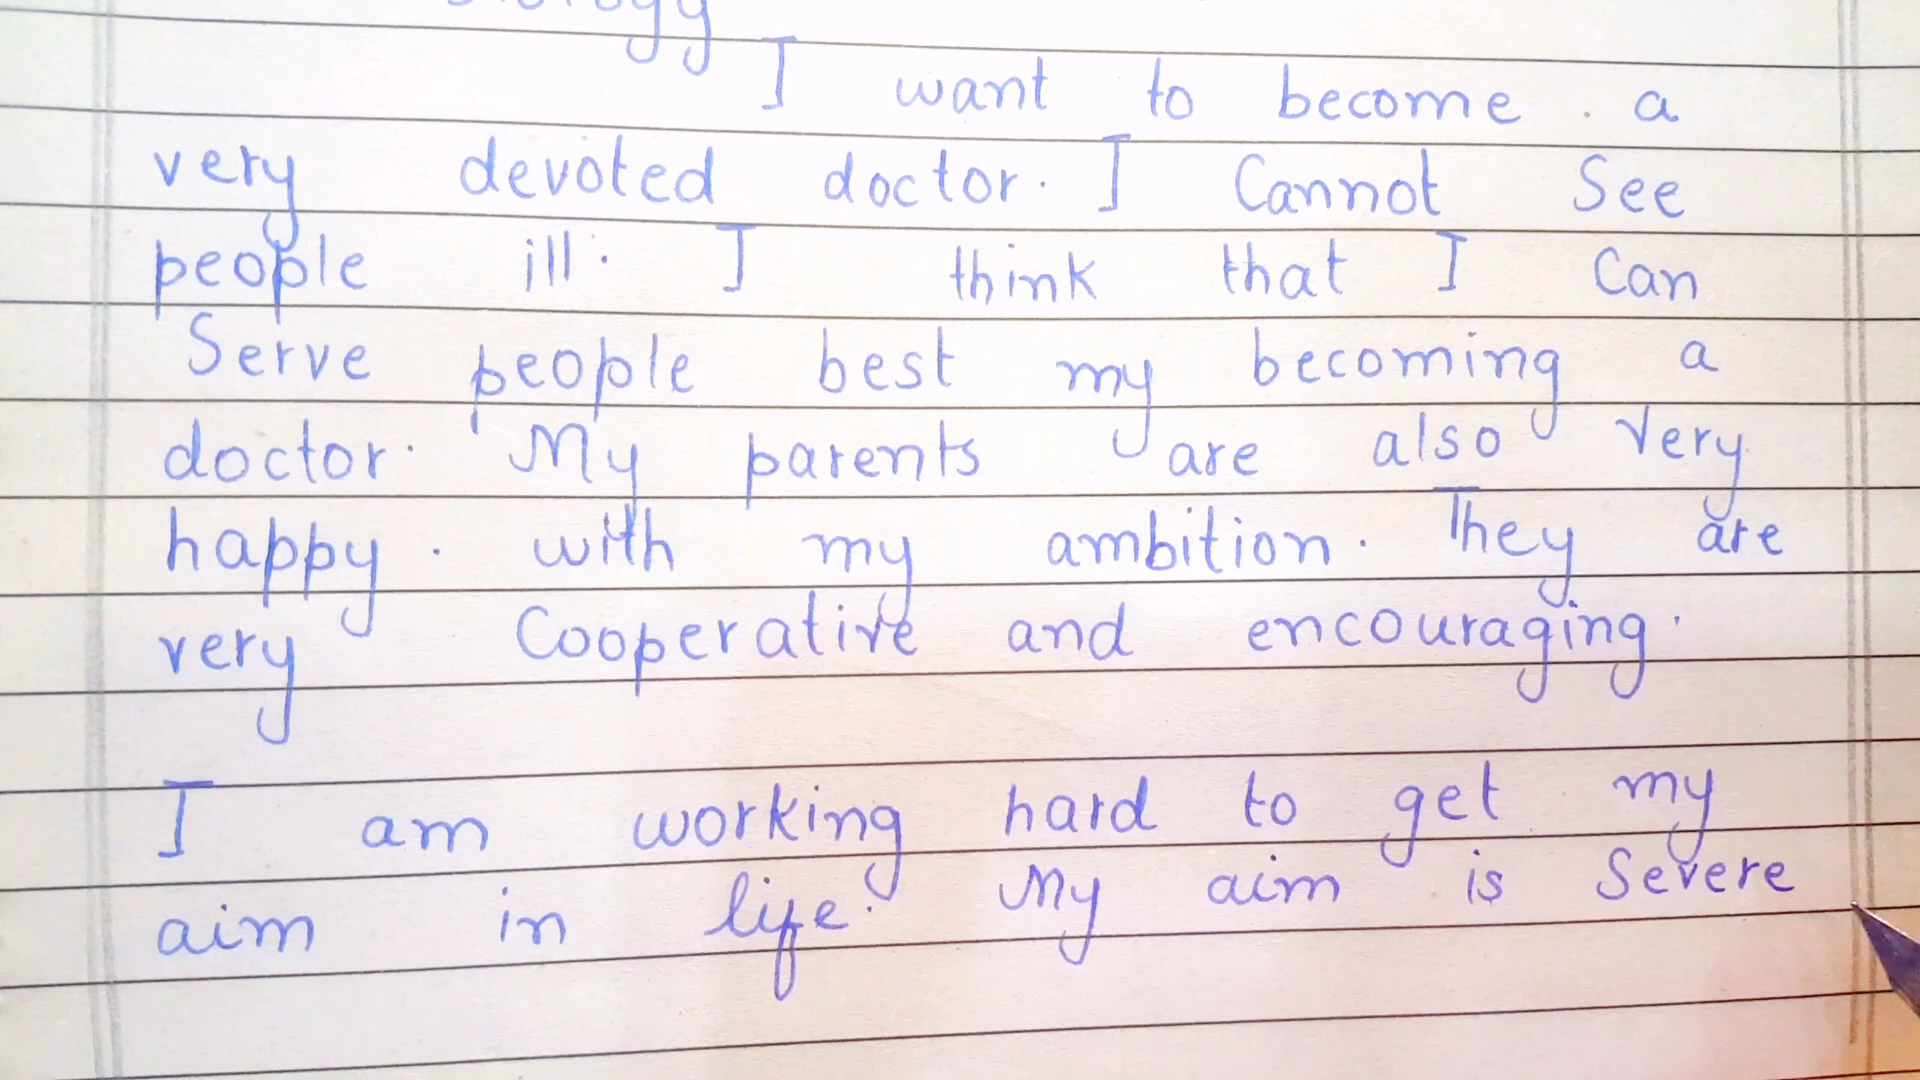 I want to become a
very devoted doctor. I Cannot See
people ill. I think that I Can
Serve people best my becoming a
doctor. My parents are also Very
happy. with my ambition. They are
very Cooperative and encouraging.
I am working hard to get my
aim in life. My aim is Severe